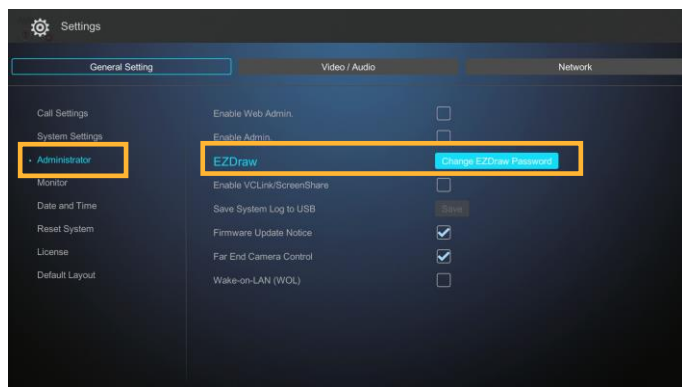 Settings
General Setting
Video / Audio
Network
Call Settings
System Settings
Administrator
Monitor
Date and Time
Reset System
License
Default Layout
Enable Web Admin.
Enable Admin.
EZDraw
Change EZDraw Password
Enable VCLink/ScreenShare
Save System Log to USB
Save
Firmware Update Notice
Far End Camera Control
Wake-on-LAN (WOL)